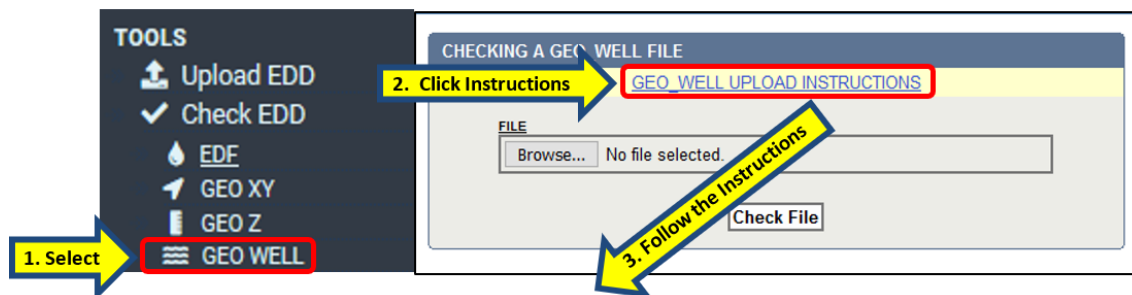 TOOLS
Upload EDD
Check EDD
EDF
GEO XY
GEO Z
GEO WELL
1. Select
CHECKING A GEO_WELL FILE
2. Click Instructions
GEO_WELL UPLOAD INSTRUCTIONS
FILE
Browse... No file selected.
Check File
3. Follow the Instructions